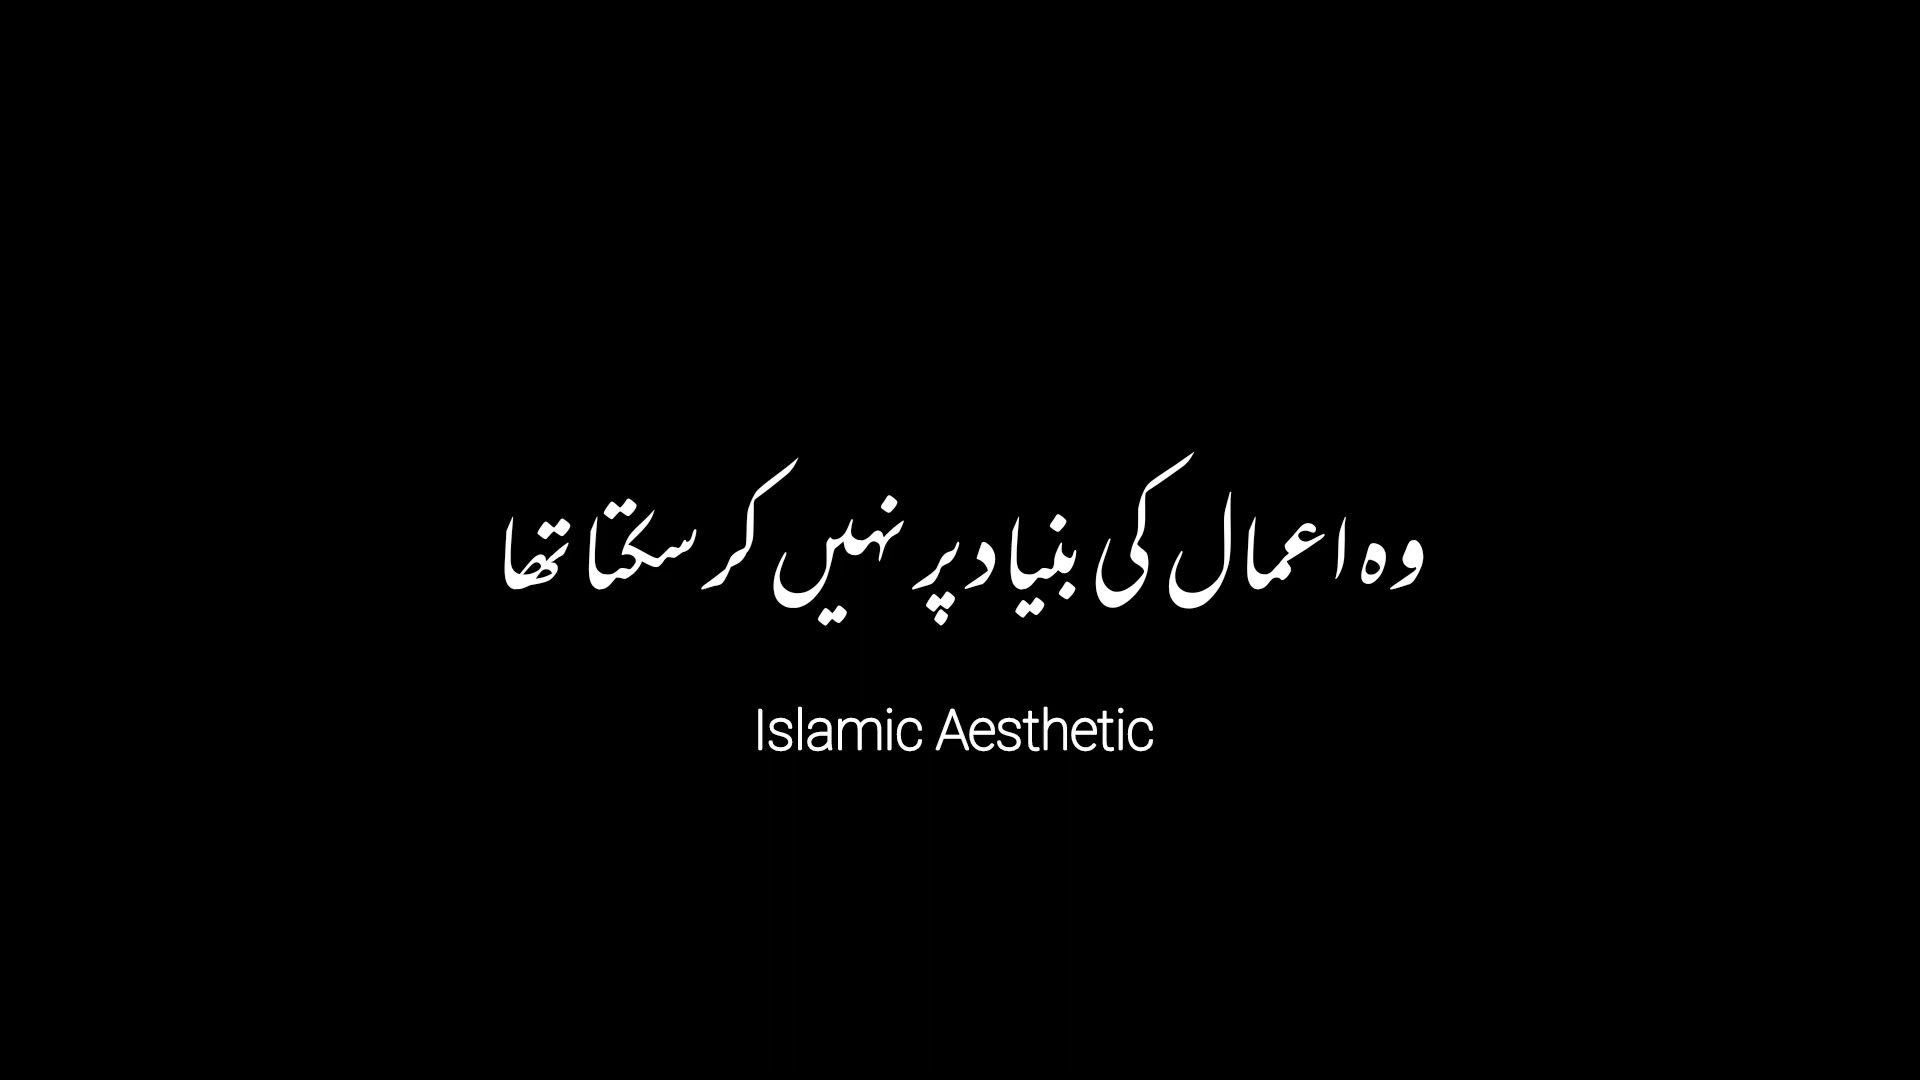 وہ اعمال کی بنیاد پر نہیں کر سکتا تھا
Islamic Aesthetic